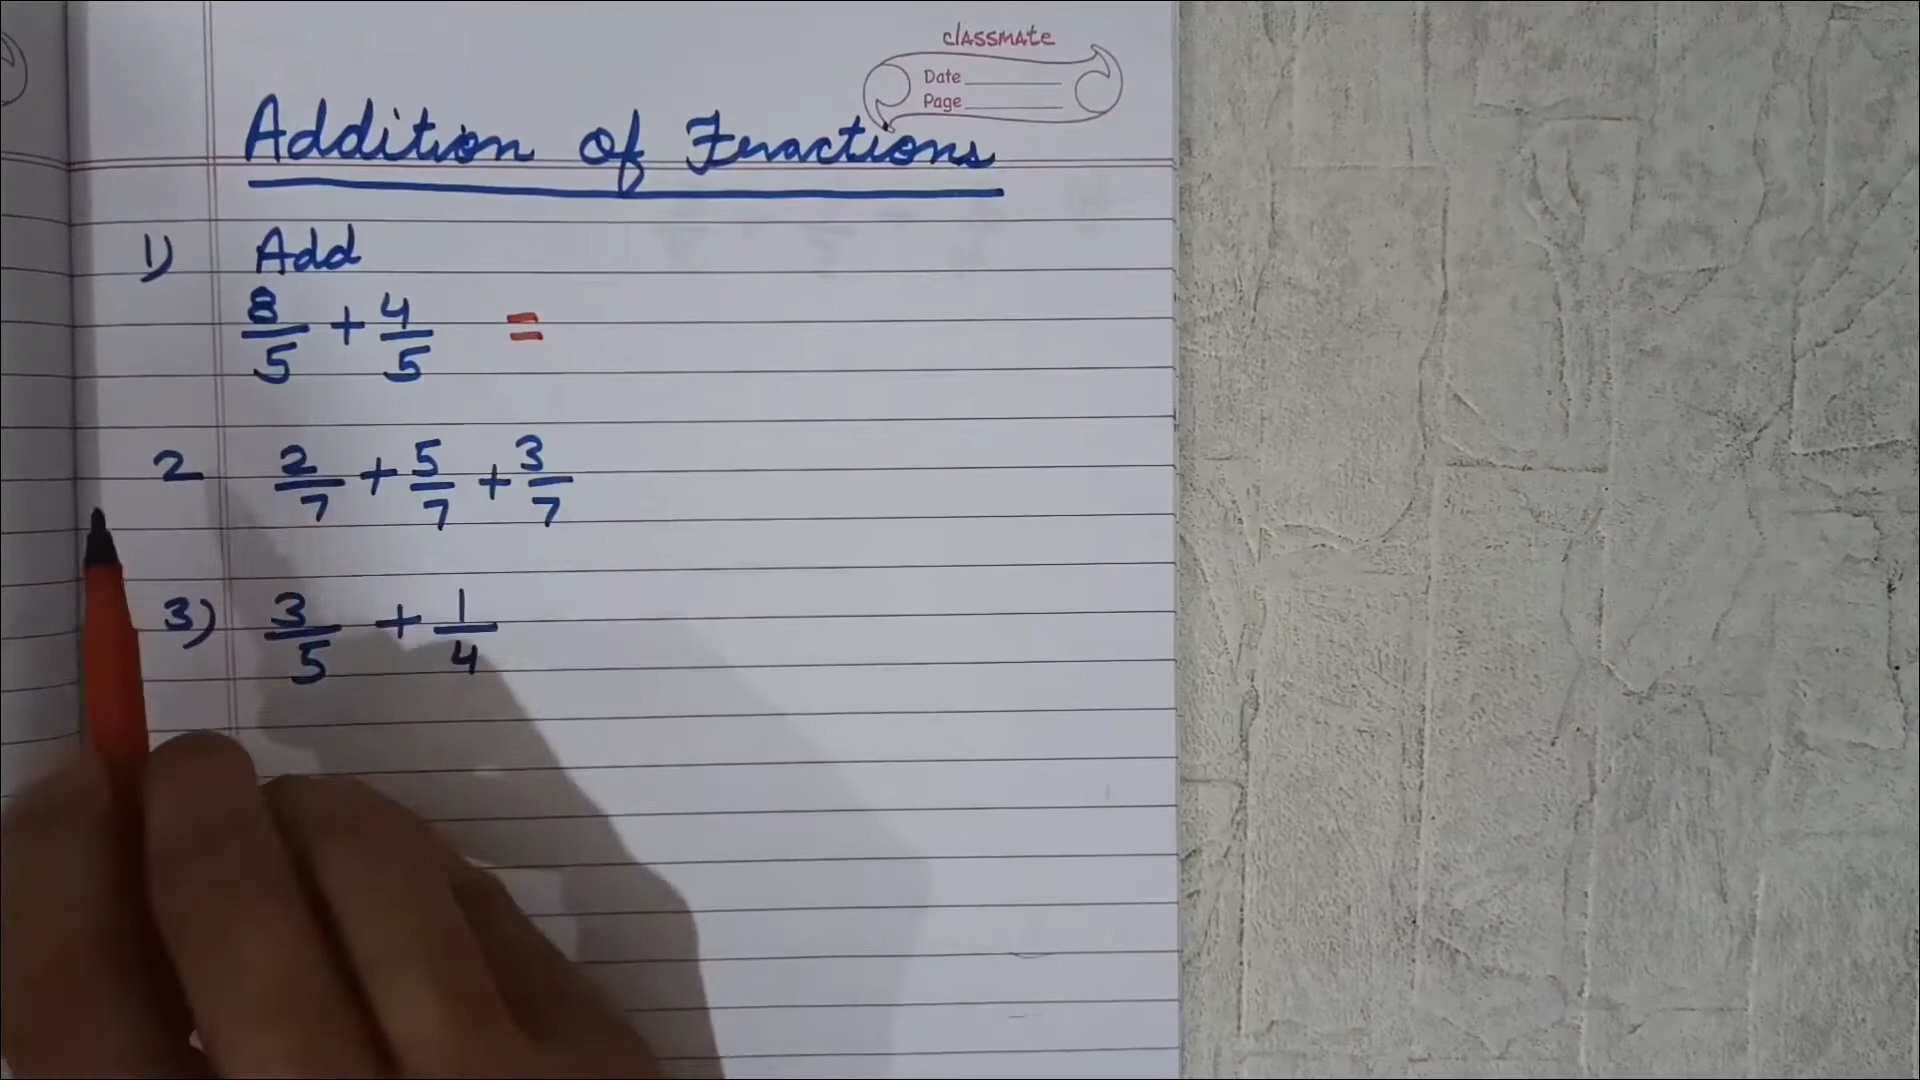 classmate
Date
Page
Addition of Fractions
1) Add
8/5 + 4/5 =
2 2/7 + 5/7 + 3/7
3) 3/5 + 1/4